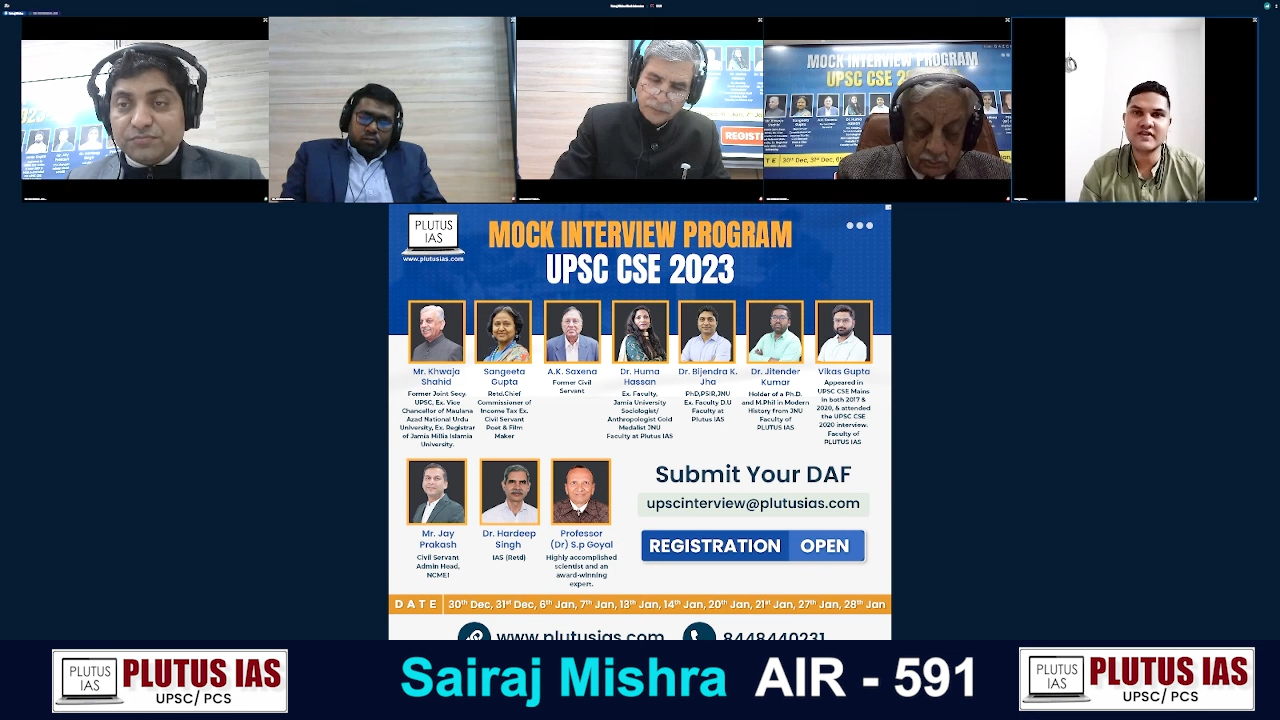 MOCK INTERVIEW PROGRAM
UPSC CSE 2023
REGIST
PLUTUS
IAS
www.plutusias.com
MOCK INTERVIEW PROGRAM
UPSC CSE 2023
Mr. Khwaja
Shahid
Former Joint Secy.
UPSC, Ex. Vice
Chancellor of Maulana
Azad National Urdu
University, Ex. Registrar
of Jamia Millia Islamia
University.
Sangeeta
Gupta
Retd.Chief
Commissioner of
Income Tax Ex.
Civil Servant
Poet & Film
Maker
A.K. Saxena
Former Civil
Servant
Dr. Huma
Hassan
Ex. Faculty,
Jamia University
Sociologist/
Anthropologist Gold
Medalist JNU
Faculty at Plutus IAS
Dr. Bijendra K.
Jha
PhD,PSIR,JNU
Ex. Faculty D.U
Faculty at
Plutus IAS
Dr. Jitender
Kumar
Holder of a Ph.D.
and M.Phil in Modern
History from JNU
Faculty of
PLUTUS IAS
Vikas Gupta
Appeared in
UPSC CSE Mains
in both 2017 &
2020, & attended
the UPSC CSE
2020 interview.
Faculty of
PLUTUS IAS
Mr. Jay
Prakash
Civil Servant
Admin Head,
NCMEI
Dr. Hardeep
Singh
IAS (Retd)
Professor
(Dr) S.p Goyal
Highly accomplished
scientist and an
award-winning
expert.
Submit Your DAF
upscinterview@plutusias.com
REGISTRATION OPEN
DATE 30th Dec, 31st Dec, 6th Jan, 7th Jan, 13th Jan, 14th Jan, 20th Jan, 21st Jan, 27th Jan, 28th Jan
www.plutusias.com 8448440231
PLUTUS
IAS
PLUTUS IAS
UPSC/ PCS
Sairaj Mishra AIR - 591
PLUTUS
IAS
PLUTUS IAS
UPSC/ PCS